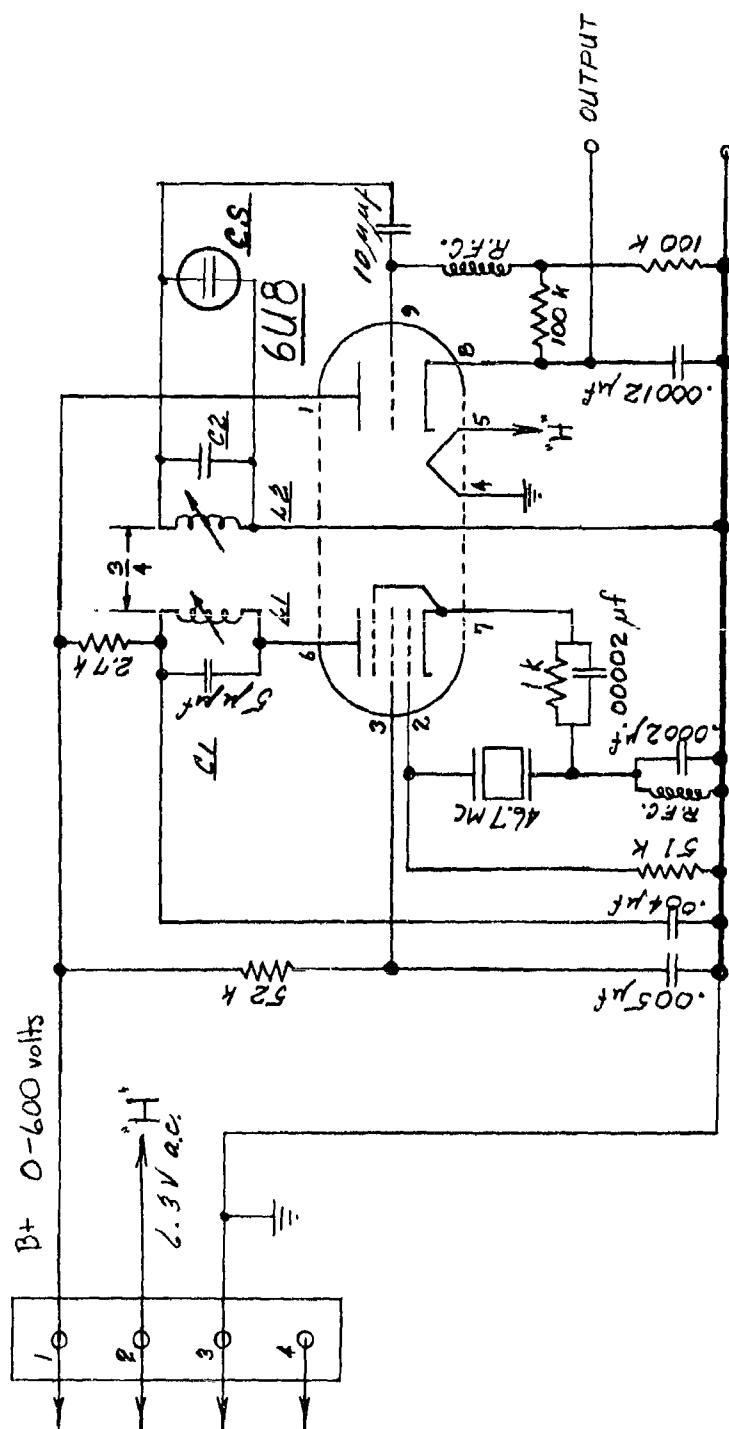 B+ 0-600 volts
"H"
6.3 V a.c.
1
2
3
4
52 k
.005 µf
.004 µf
51 k
R.F.C.
.0002 µf
46.7 MC
1 k
.00002 µf
2.7 k
5 µµf
C1
L1
3/4
L2
C2
6U8
CS
6
3
2
7
1
9
8
5
4
"H"
10 µµf
R.F.C.
100 k
100 k
.00012 µf
OUTPUT